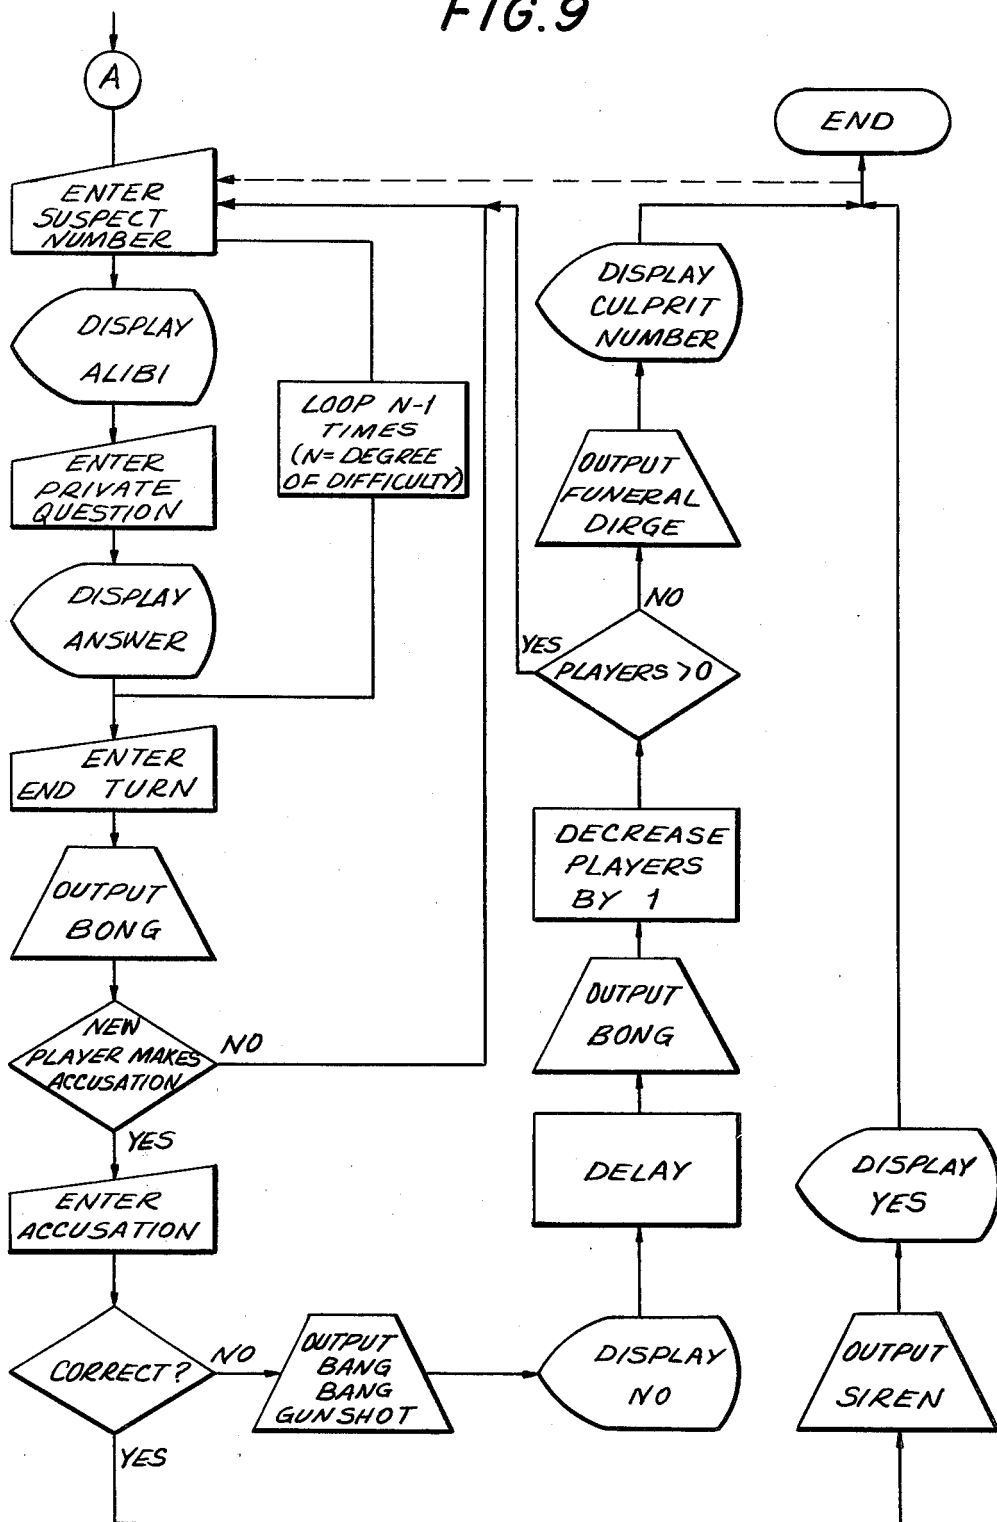 FIG.9
A
END
ENTER
SUSPECT
NUMBER
DISPLAY
ALIBI
LOOP N-1
TIMES
(N=DEGREE
OF DIFFICULTY)
ENTER
PRIVATE
QUESTION
DISPLAY
ANSWER
ENTER
END TURN
OUTPUT
BONG
NEW
PLAYER MAKES
ACCUSATION
NO
YES
ENTER
ACCUSATION
CORRECT?
NO
YES
OUTPUT
BANG
BANG
GUNSHOT
DISPLAY
NO
DELAY
OUTPUT
BONG
DECREASE
PLAYERS
BY 1
PLAYERS >0
YES
NO
OUTPUT
FUNERAL
DIRGE
DISPLAY
CULPRIT
NUMBER
OUTPUT
SIREN
DISPLAY
YES